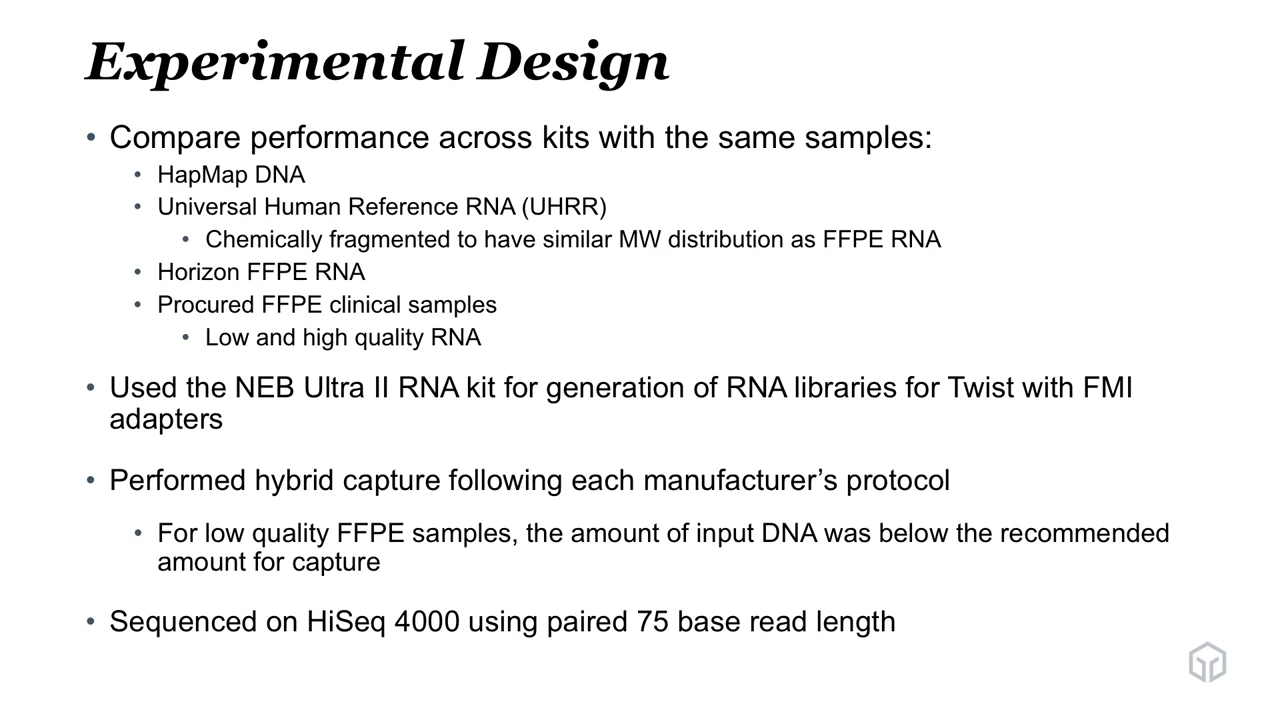 Experimental Design
• Compare performance across kits with the same samples:
• HapMap DNA
• Universal Human Reference RNA (UHRR)
• Chemically fragmented to have similar MW distribution as FFPE RNA
• Horizon FFPE RNA
• Procured FFPE clinical samples
• Low and high quality RNA
• Used the NEB Ultra II RNA kit for generation of RNA libraries for Twist with FMI
adapters
• Performed hybrid capture following each manufacturer’s protocol
• For low quality FFPE samples, the amount of input DNA was below the recommended
amount for capture
• Sequenced on HiSeq 4000 using paired 75 base read length